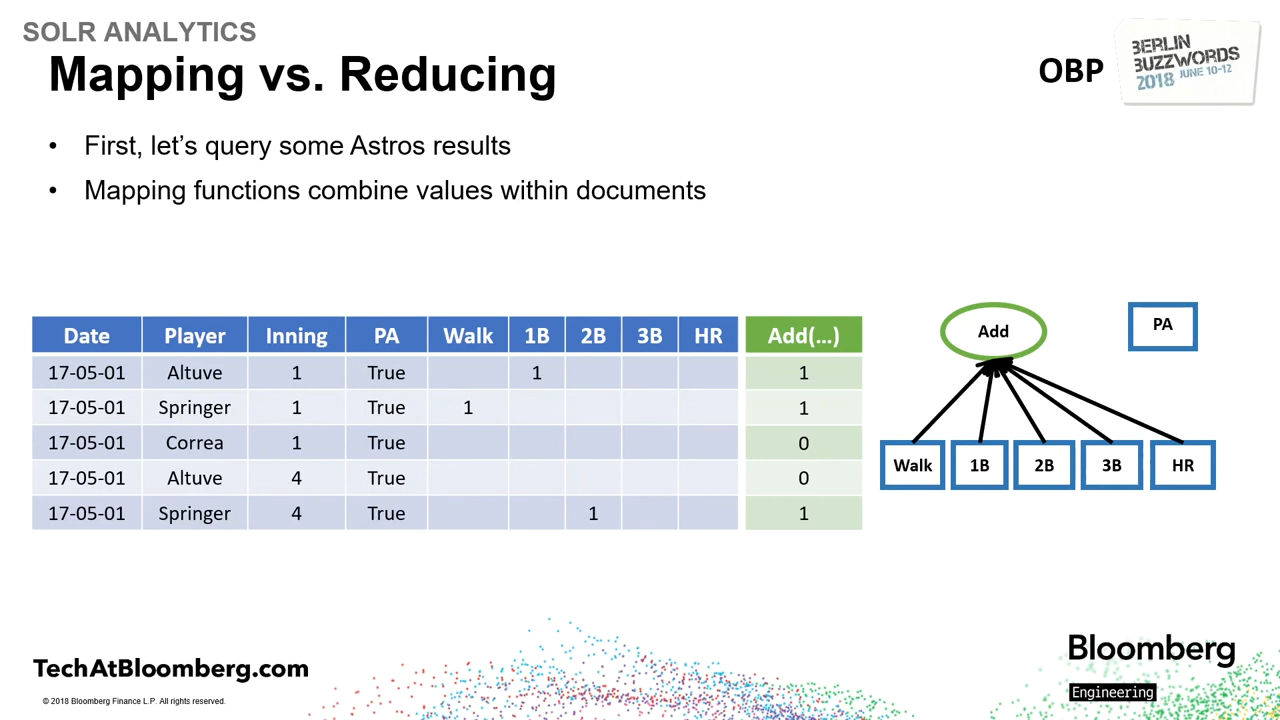 SOLR ANALYTICS
Mapping vs. Reducing
OBP
BERLIN
BUZZWORDS
2018 JUNE 10-12
• First, let’s query some Astros results
• Mapping functions combine values within documents
Date Player Inning PA Walk 1B 2B 3B HR Add(…)
17-05-01 Altuve 1 True 1 1
17-05-01 Springer 1 True 1 1
17-05-01 Correa 1 True 0
17-05-01 Altuve 4 True 0
17-05-01 Springer 4 True 1 1
Add
PA
Walk 1B 2B 3B HR
TechAtBloomberg.com
© 2018 Bloomberg Finance L.P. All rights reserved.
Bloomberg
Engineering